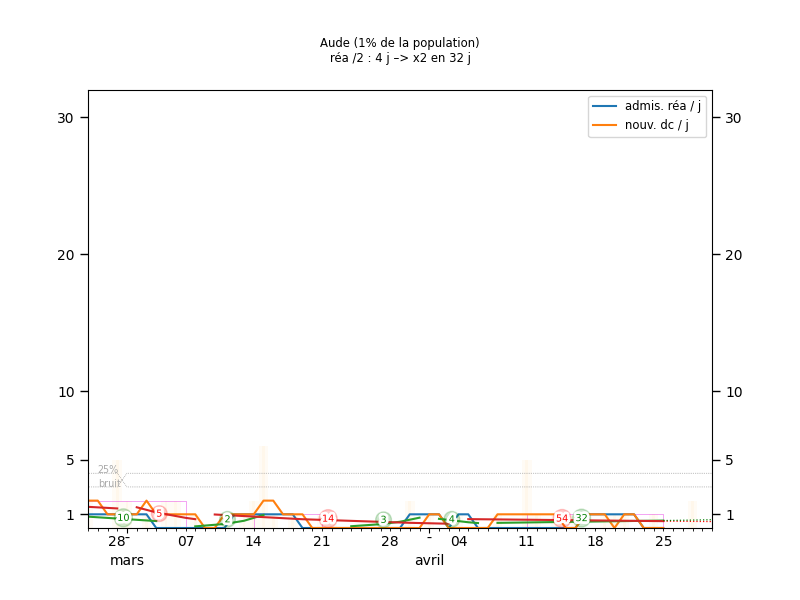 Aude (1% de la population)
réa /2 : 4 j –> x2 en 32 j
admis. réa / j
nouv. dc / j
30 30
20 20
10 10
5 5
1 1
25%
bruit
10 5 2 14 3 4 54 32
28 07 14 21 28 04 11 18 25
mars avril